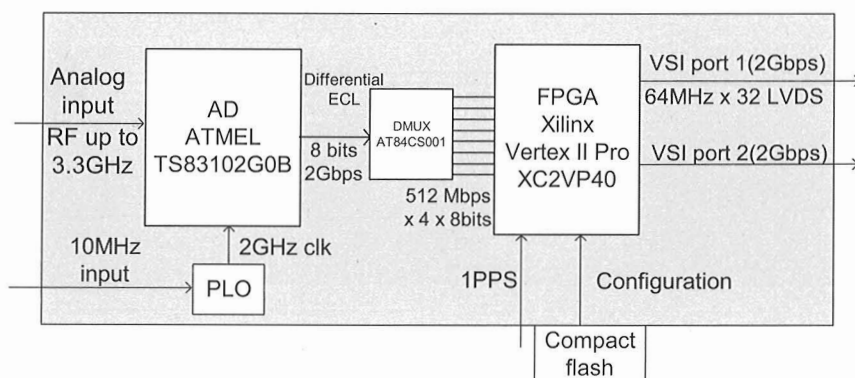 Analog
input
RF up to
3.3GHz
AD
ATMEL
TS83102G0B
Differential
ECL
8 bits
2Gbps
DMUX
AT84CS001
512 Mbps
x 4 x 8bits
FPGA
Xilinx
Vertex II Pro
XC2VP40
VSI port 1(2Gbps)
64MHz x 32 LVDS
VSI port 2(2Gbps)
10MHz
input
PLO
2GHz clk
1PPS
Configuration
Compact
flash